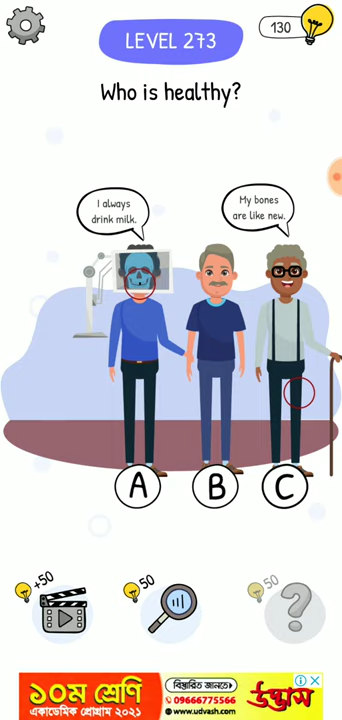 LEVEL 273
130
Who is healthy?
I always
drink milk.
My bones
are like new.
A
B
C
+50
50
50
?
১০ম শ্রেণি
একাডেমিক প্রোগ্রাম ২০২১
বিস্তারিত জানতে
09666775566
www.udvash.com
উদ্ভাস